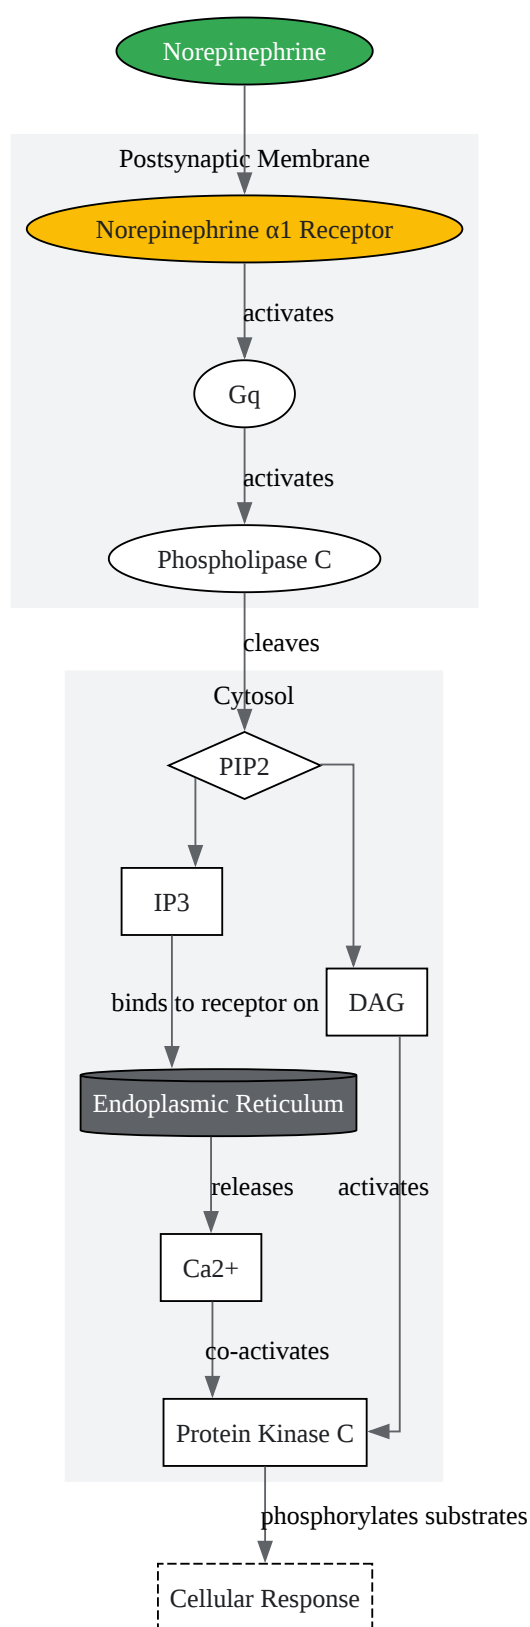 Norepinephrine
Postsynaptic Membrane
Norepinephrine α1 Receptor
activates
Gq
activates
Phospholipase C
cleaves
Cytosol
PIP2
IP3
binds to receptor on
DAG
Endoplasmic Reticulum
releases
activates
Ca2+
co-activates
Protein Kinase C
phosphorylates substrates
Cellular Response